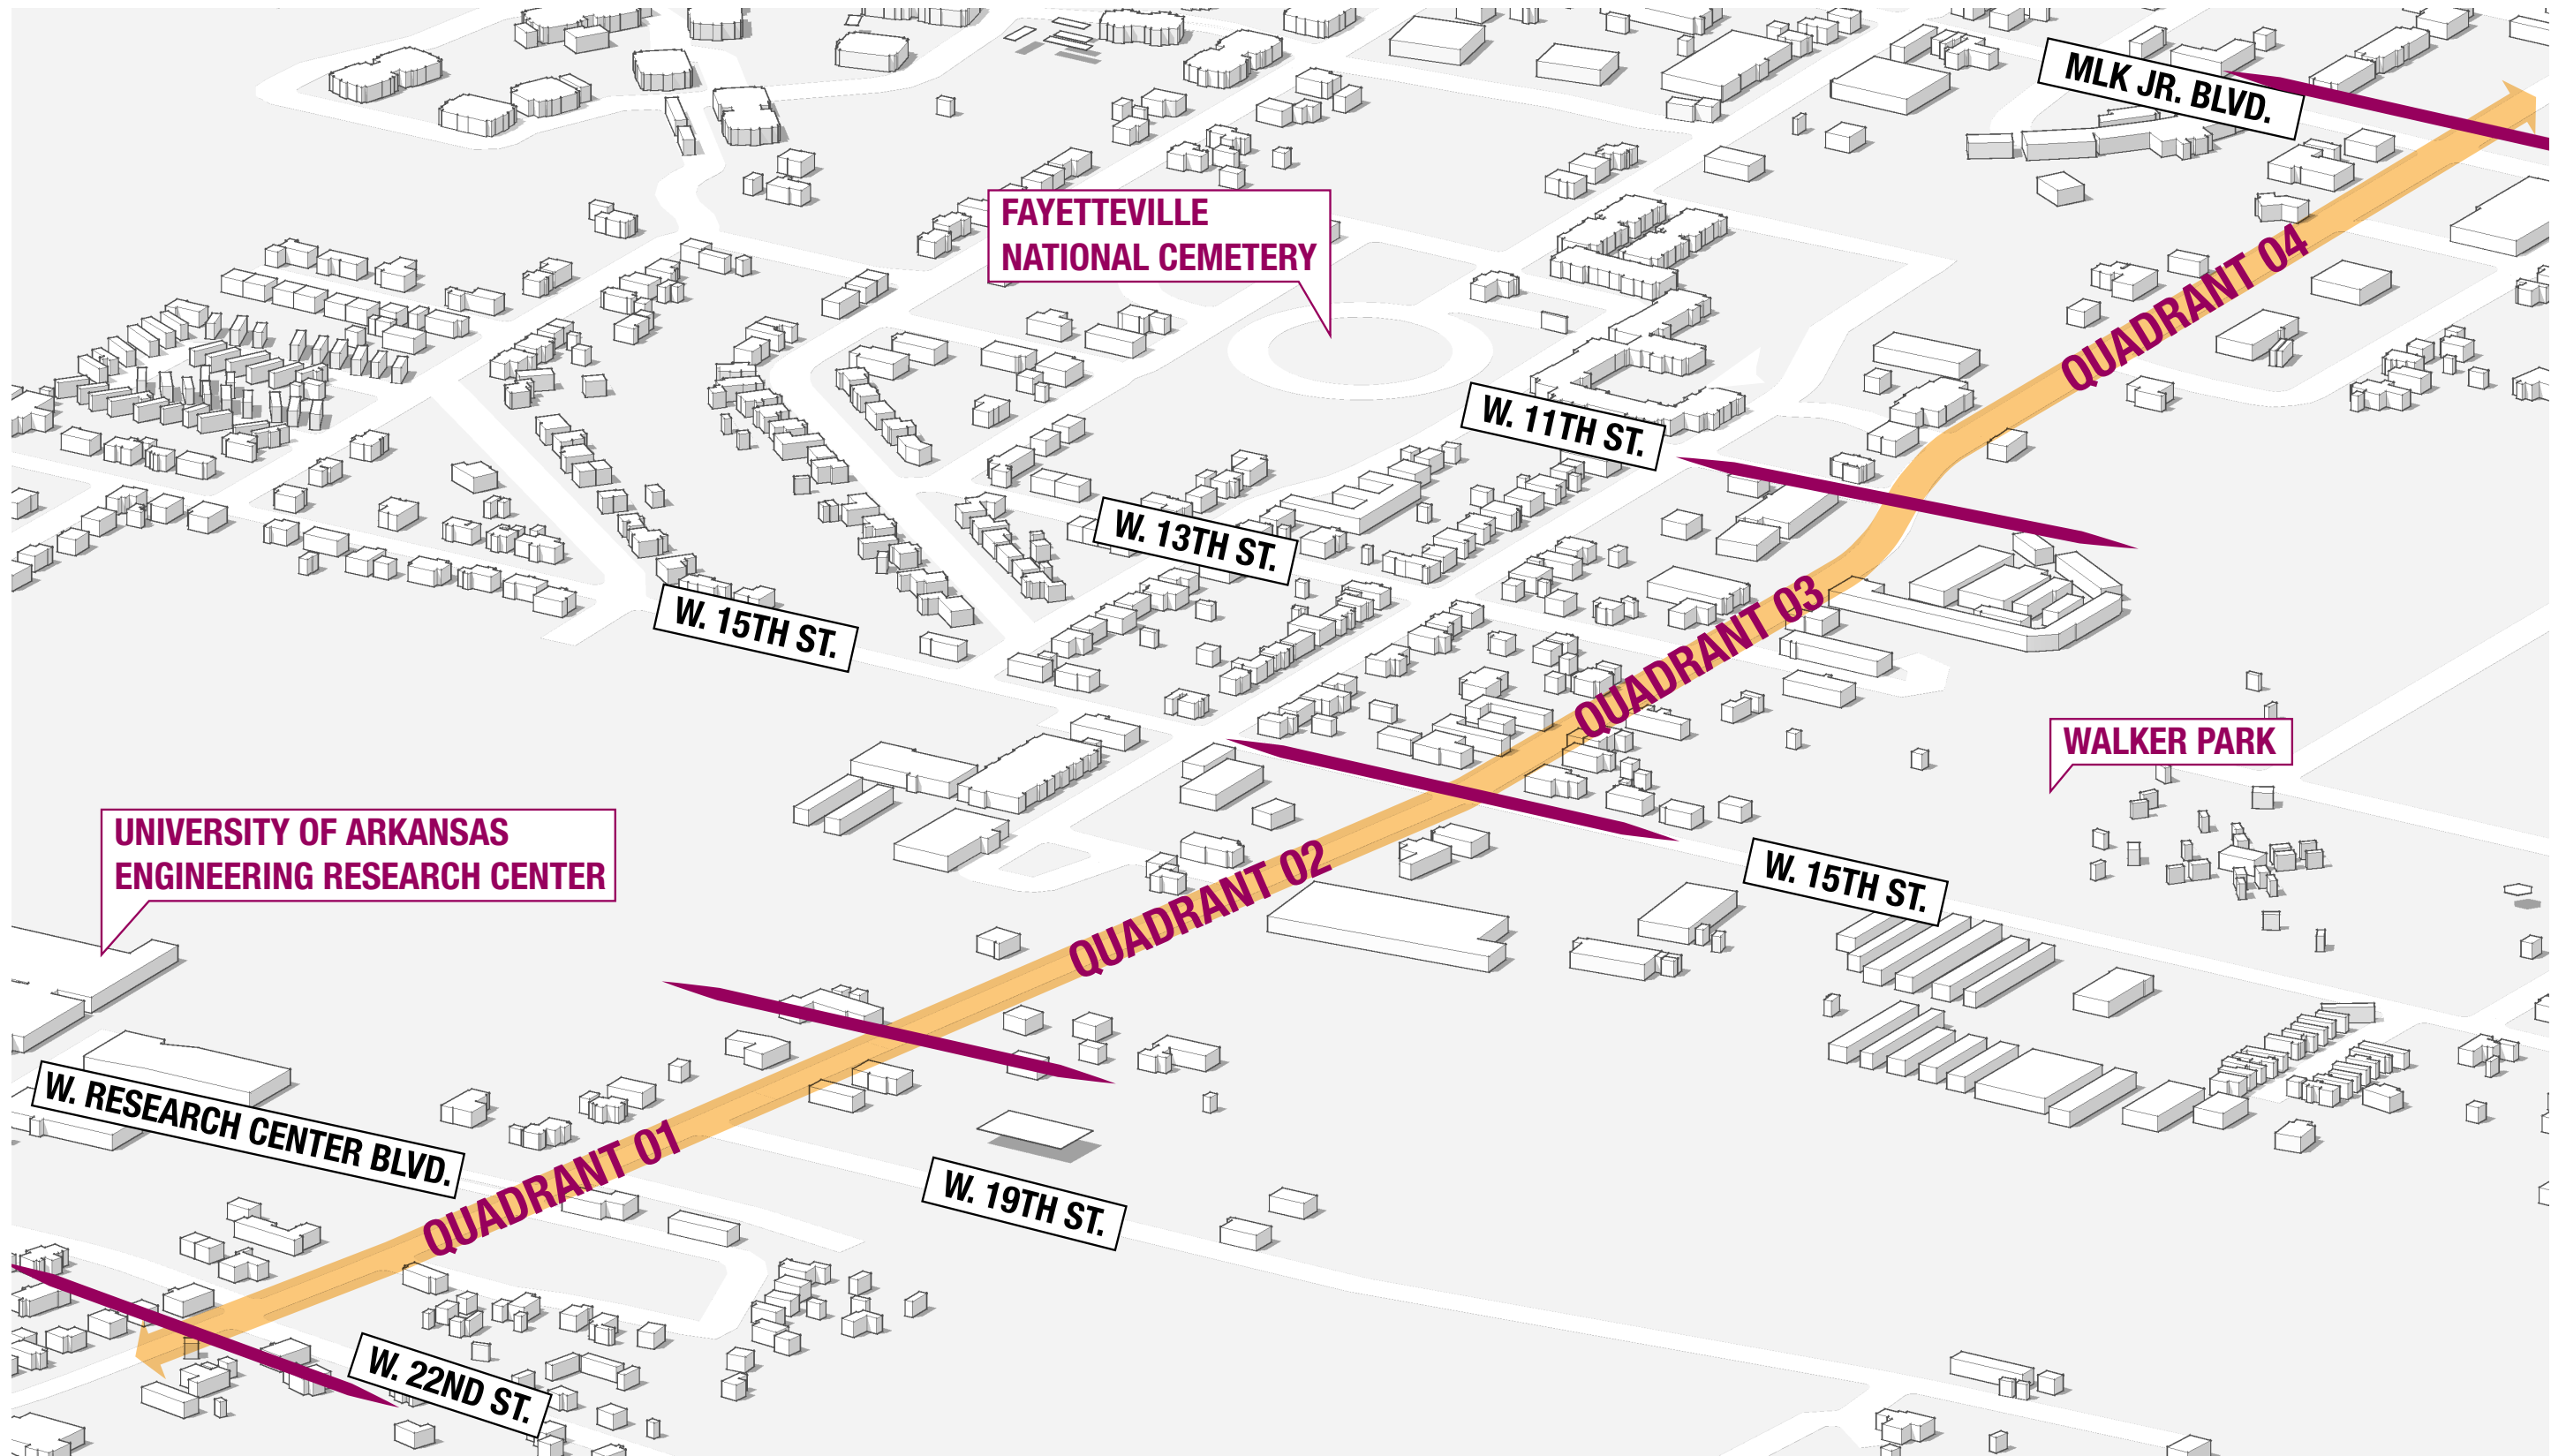 MLK JR. BLVD.
FAYETTEVILLE
NATIONAL CEMETERY
QUADRANT 04
W. 11TH ST.
W. 13TH ST.
W. 15TH ST.
QUADRANT 03
WALKER PARK
UNIVERSITY OF ARKANSAS
ENGINEERING RESEARCH CENTER
QUADRANT 02
W. 15TH ST.
W. RESEARCH CENTER BLVD.
QUADRANT 01
W. 19TH ST.
W. 22ND ST.